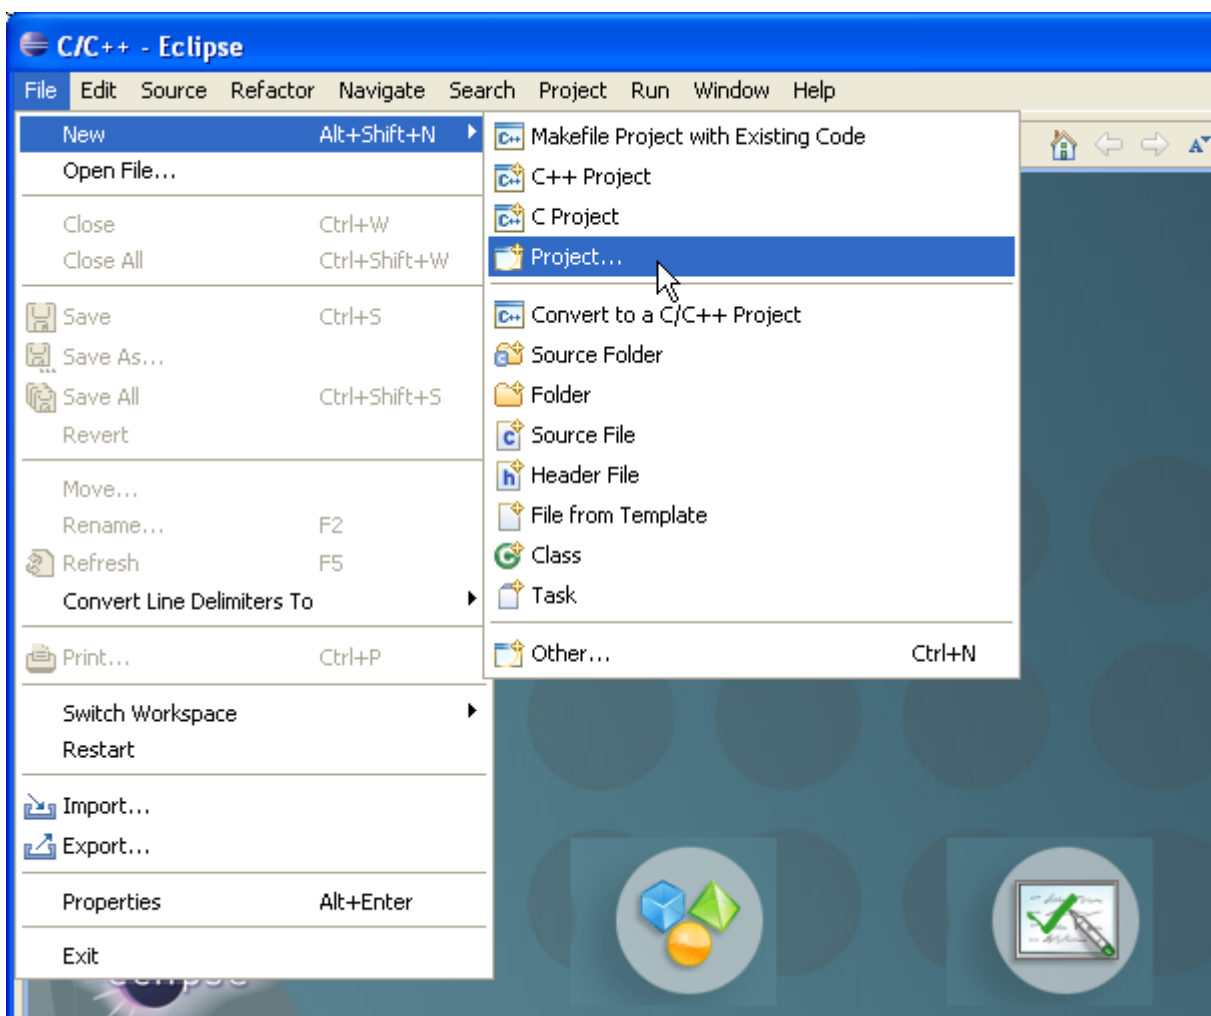 C/C++ - Eclipse
File Edit Source Refactor Navigate Search Project Run Window Help
New Alt+Shift+N
Open File...
Close Ctrl+W
Close All Ctrl+Shift+W
Save Ctrl+S
Save As...
Save All Ctrl+Shift+S
Revert
Move...
Rename... F2
Refresh F5
Convert Line Delimiters To
Print... Ctrl+P
Switch Workspace
Restart
Import...
Export...
Properties Alt+Enter
Exit
Makefile Project with Existing Code
C++ Project
C Project
Project...
Convert to a C/C++ Project
Source Folder
Folder
Source File
Header File
File from Template
Class
Task
Other... Ctrl+N